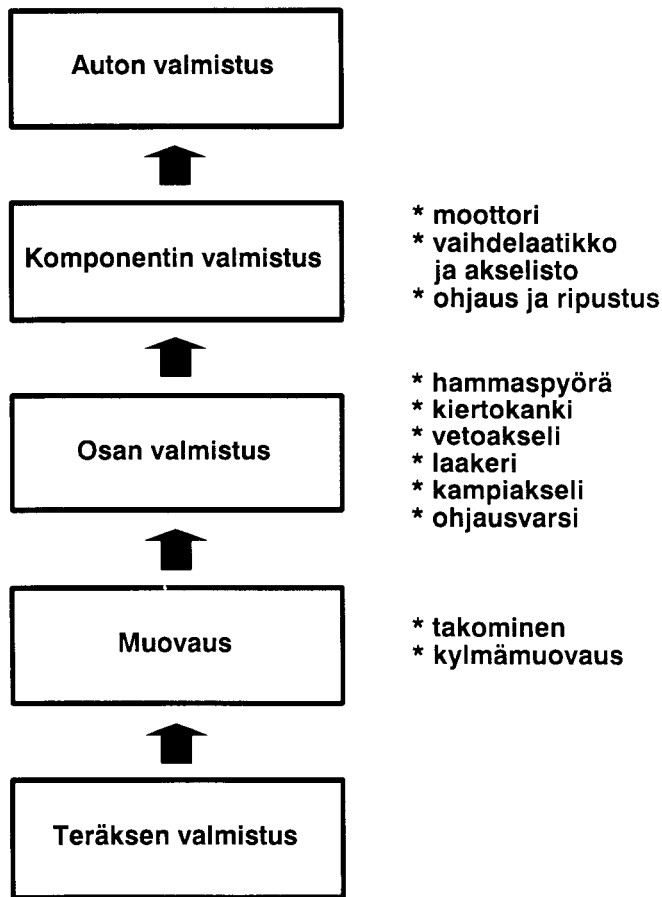 Auton valmistus
Komponentin valmistus
* moottori
* vaihdelaatikko
ja akselisto
* ohjaus ja ripustus
Osan valmistus
* hammaspyörä
* kiertokanki
* vetoakseli
* laakeri
* kampiakseli
* ohjausvarsi
Muovaus
* takominen
* kylmämuovaus
Teräksen valmistus